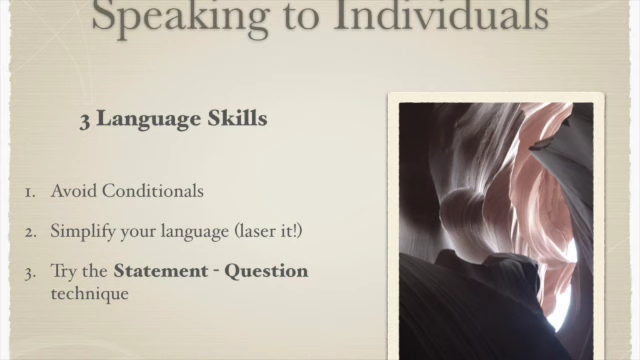 Speaking to Individuals
3 Language Skills
1. Avoid Conditionals
2. Simplify your language (laser it!)
3. Try the Statement - Question
technique